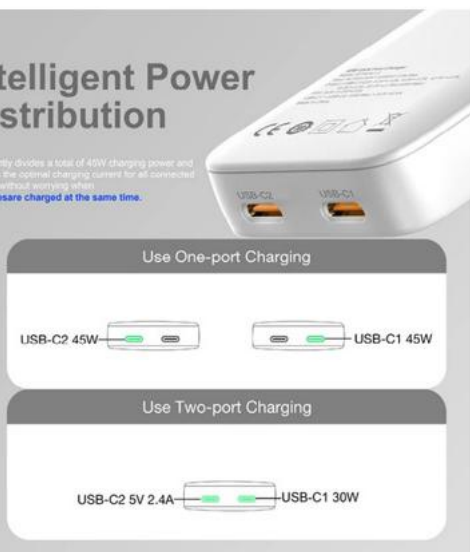 telligent Power
stribution
ntly divides a total of 45W charging power and
the optimal charging current for all connected
without worrying when
esare charged at the same time.
USB-C2
USB-C1
CE
Use One-port Charging
USB-C2 45W
USB-C1 45W
Use Two-port Charging
USB-C2 5V 2.4A
USB-C1 30W